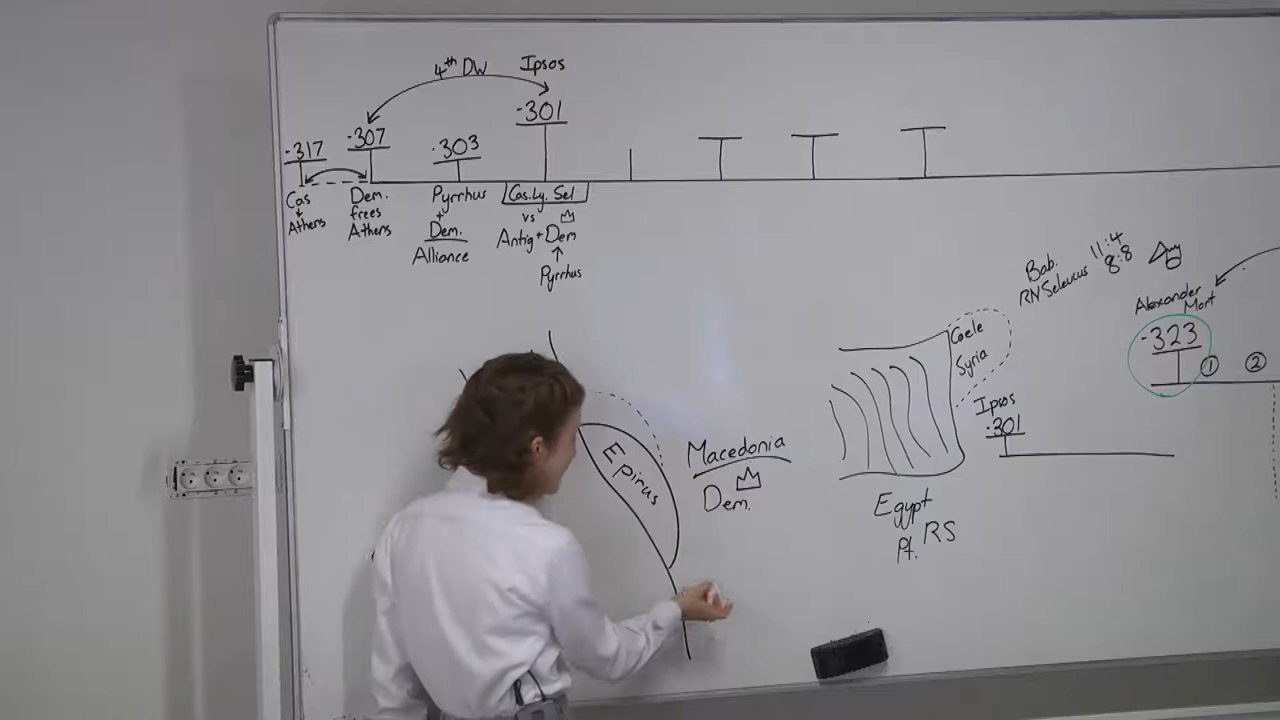 4th DW
Ipsos
-317
-307
-303
-301
Cas
Athens
Dem.
frees
Athens
Pyrrhus
+
Dem.
Alliance
Cas. Ly. Sel
vs
Antig + Dem
Pyrrhus
Epirus
Macedonia
Dem.
Coele
Syria
Egypt
Pt. RS
Bab. 11:4
RN Seleucus 8:8
Ipsos
-301
Alexander
Mort
-323
① ②